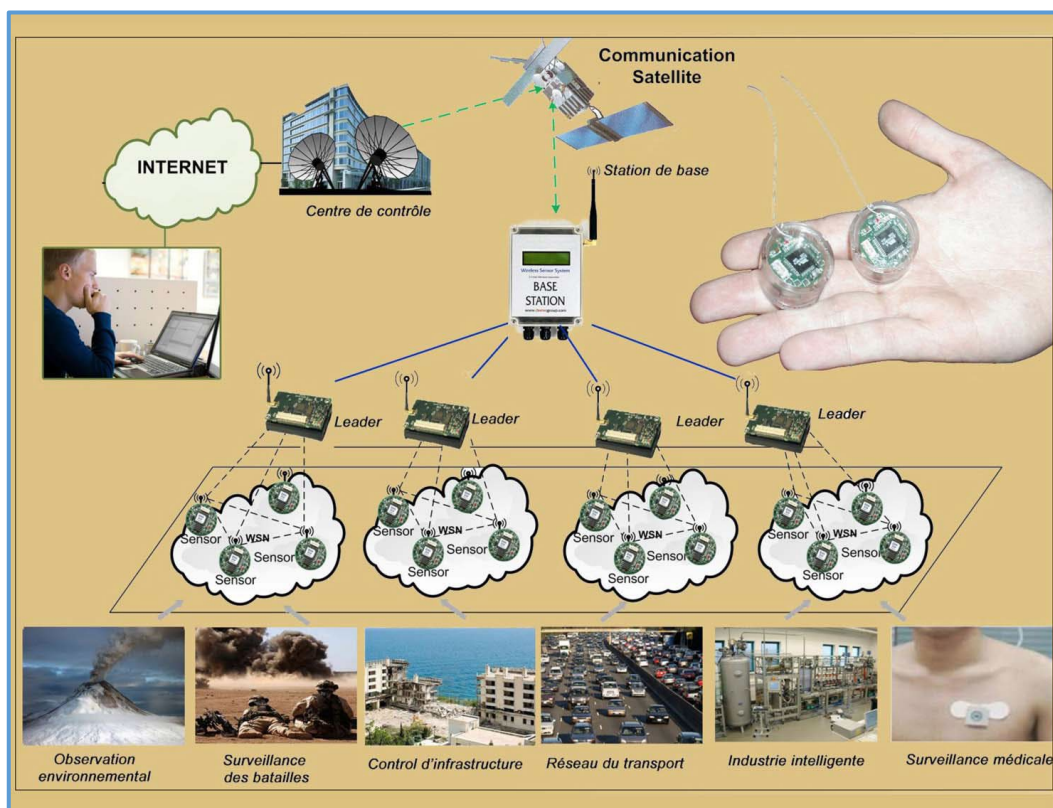 Communication
Satellite
INTERNET
Station de base
Centre de contrôle
Wireless Sensor System
BASE
STATION
Leader
Leader
Leader
Leader
Sensor
WSN
Sensor
Sensor
Sensor
WSN
Sensor
Sensor
Sensor
WSN
Sensor
Sensor
Sensor
WSN
Sensor
Sensor
Observation
environnemental
Surveillance
des batailles
Control d'infrastructure
Réseau du transport
Industrie intelligente
Surveillance médicale